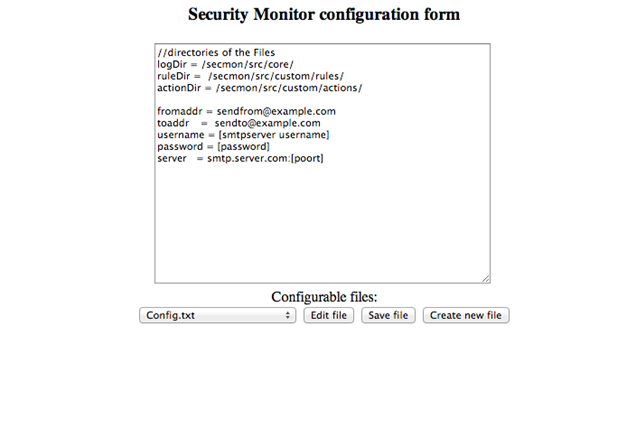 Security Monitor configuration form
//directories of the Files
logDir = /secmon/src/core/
ruleDir =  /secmon/src/custom/rules/
actionDir = /secmon/src/custom/actions/
fromaddr = sendfrom@example.com
toaddr    =  sendto@example.com
username = [smtpserver username]
password = [password]
server   = smtp.server.com:[poort]
Configurable files:
Config.txt Edit file Save file Create new file